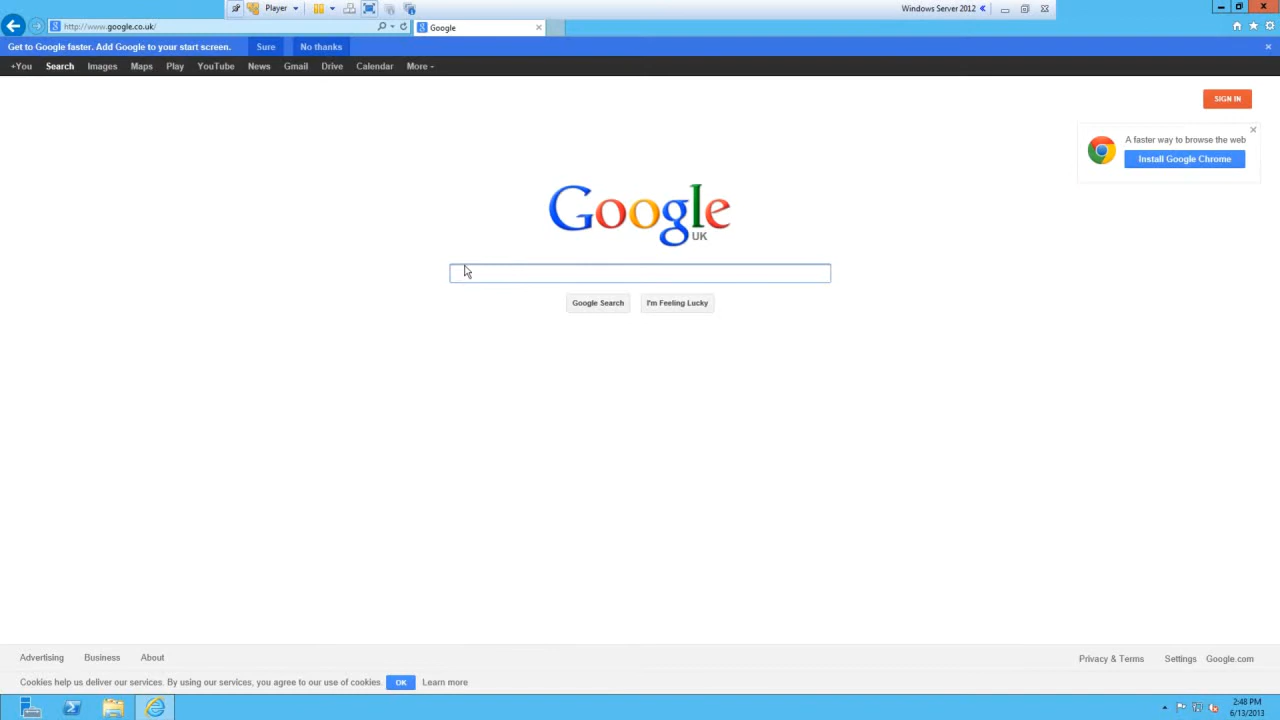 Player
Windows Server 2012
http://www.google.co.uk/
Google
Get to Google faster. Add Google to your start screen. Sure No thanks
+You Search Images Maps Play YouTube News Gmail Drive Calendar More
SIGN IN
A faster way to browse the web
Install Google Chrome
Google
UK
Google Search I'm Feeling Lucky
Advertising Business About Privacy & Terms Settings Google.com
Cookies help us deliver our services. By using our services, you agree to our use of cookies. OK Learn more
2:48 PM
6/13/2013